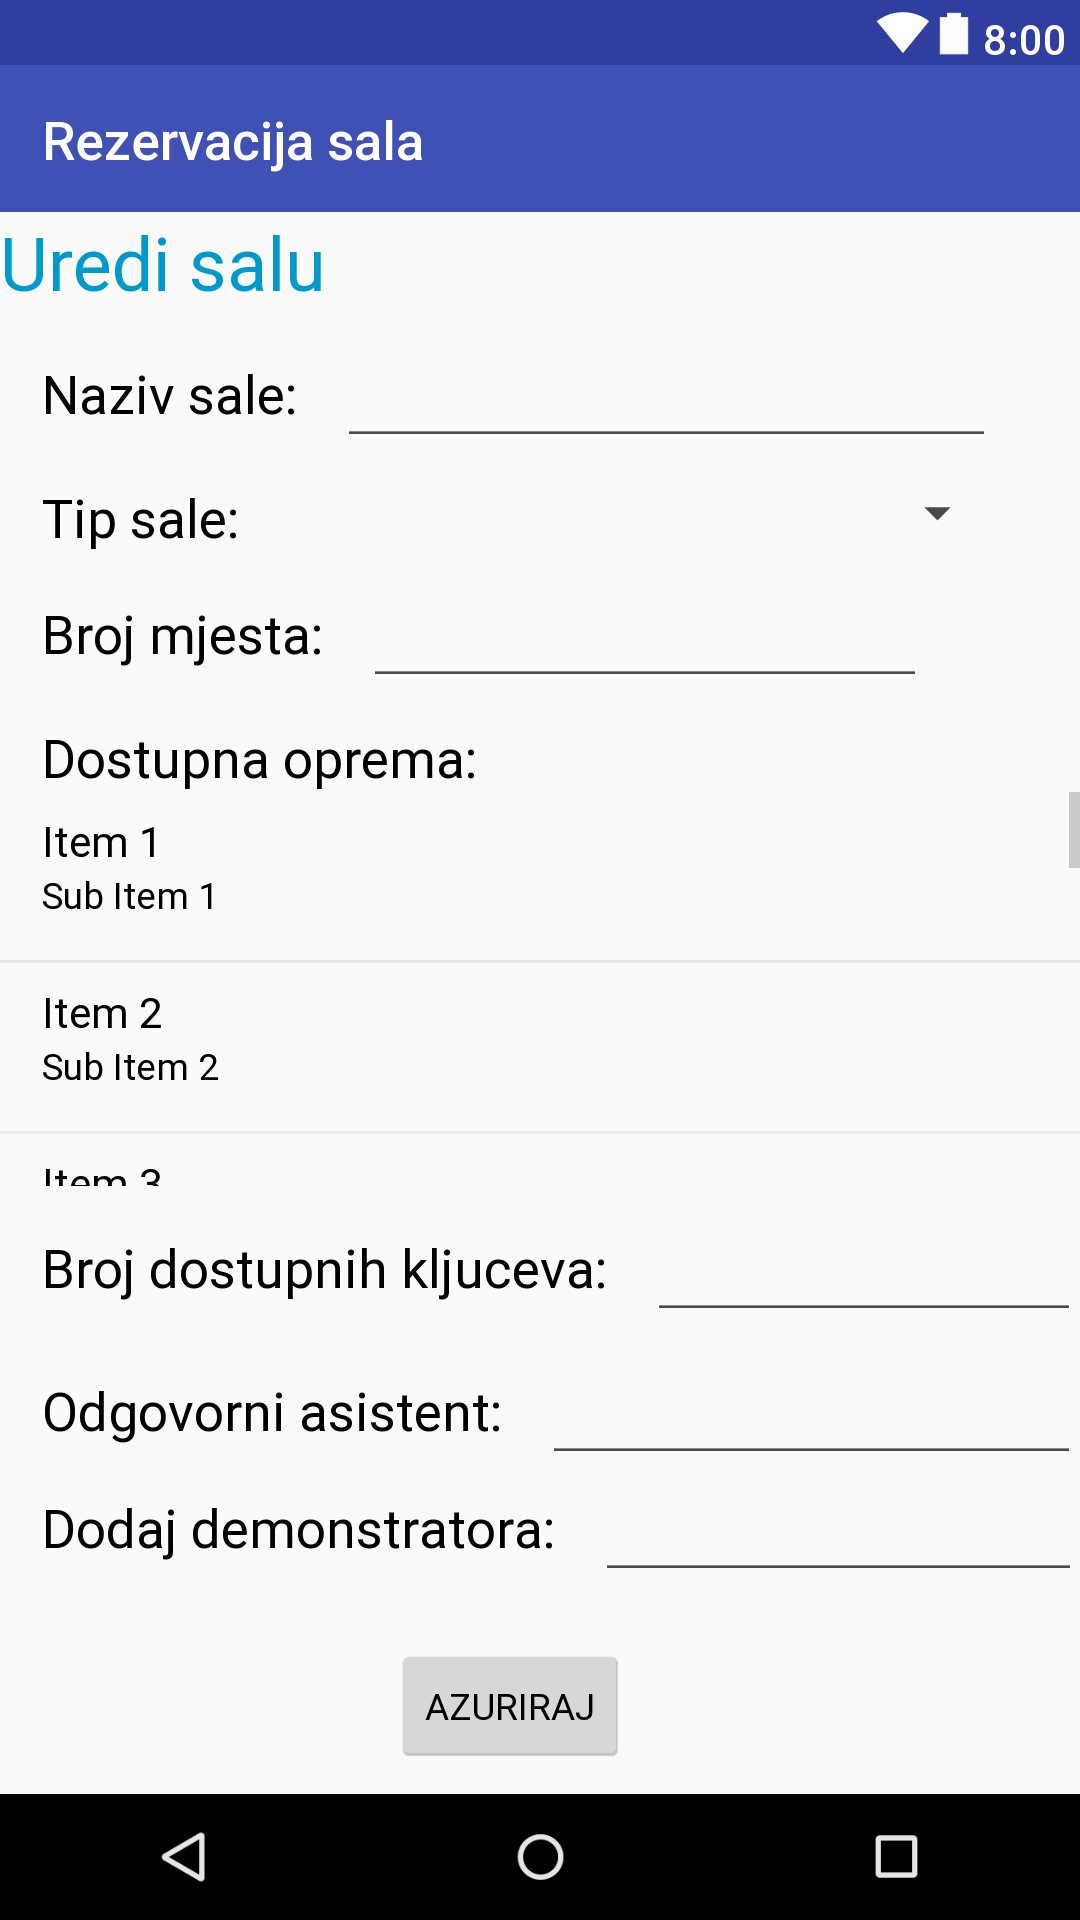 8:00
Rezervacija sala
Uredi salu
Naziv sale:
Tip sale:
Broj mjesta:
Dostupna oprema:
Item 1
Sub Item 1
Item 2
Sub Item 2
Item 3
Broj dostupnih kljuceva:
Odgovorni asistent:
Dodaj demonstratora:
AZURIRAJ